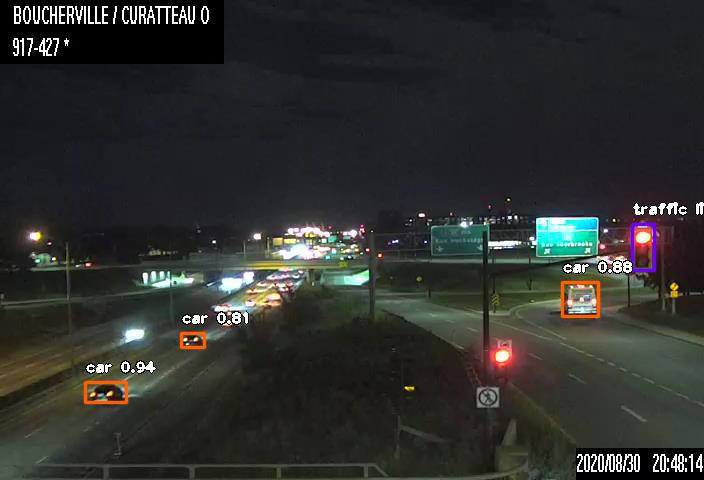 BOUCHERVILLE / CURATTEAU O
917-427 *
traffic
car 0.88
car 0.81
car 0.94
2020/08/30 20:48:14